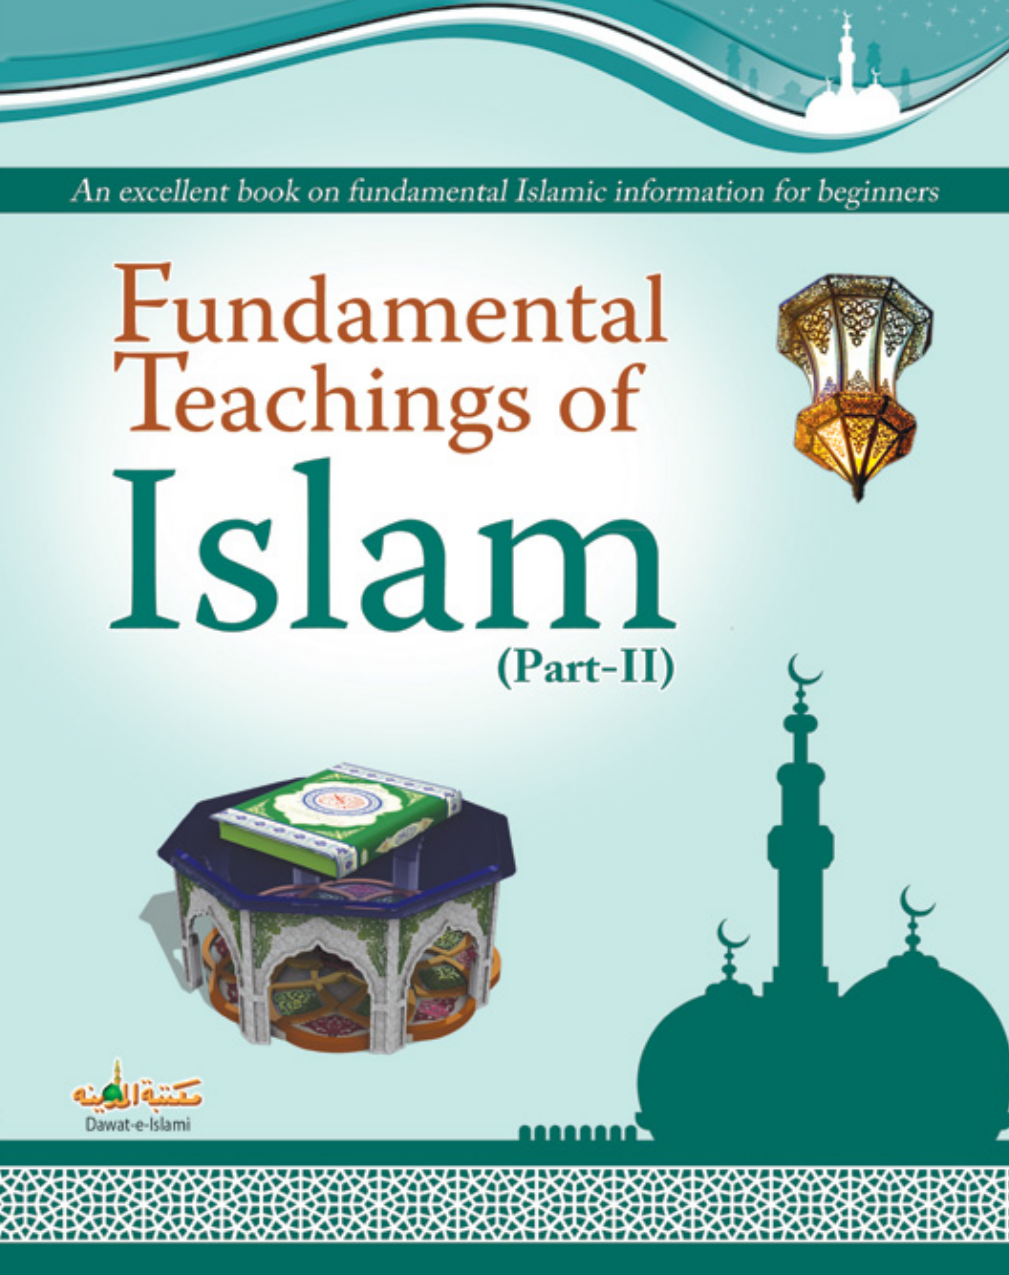 An excellent book on fundamental Islamic information for beginners
Fundamental
Teachings of
Islam
(Part-II)
مكتبة المدينه
Dawat-e-Islami